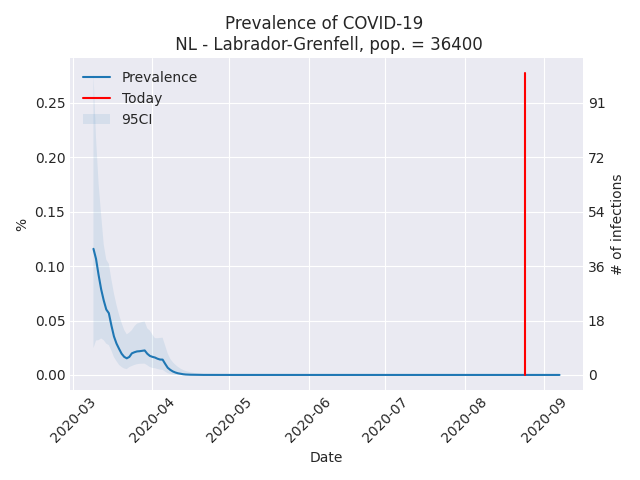 Prevalence of COVID-19
NL - Labrador-Grenfell, pop. = 36400
Prevalence
Today
95CI
0.25
0.20
0.15
0.10
0.05
0.00
%
91
72
54
36
18
0
# of infections
2020-03
2020-04
2020-05
2020-06
2020-07
2020-08
2020-09
Date